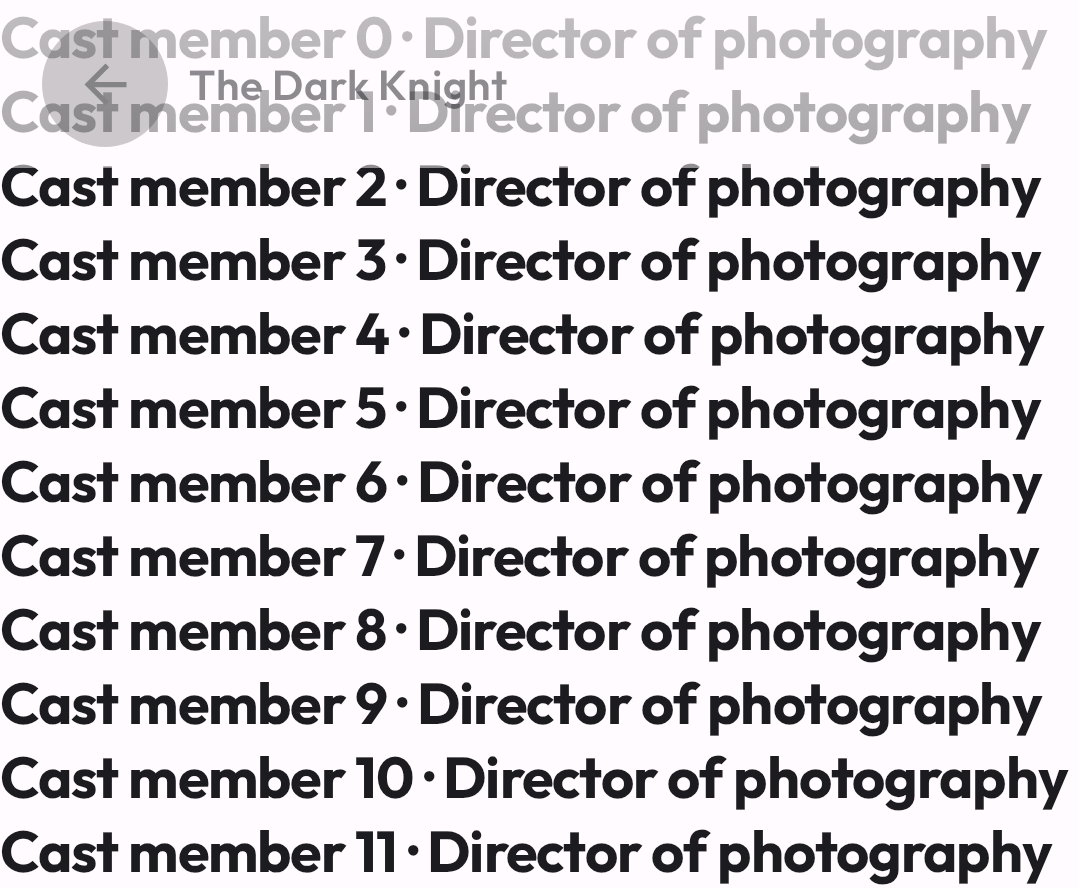 Cast member 0 · Director of photography
The Dark Knight
Cast member 1 · Director of photography
Cast member 2 · Director of photography
Cast member 3 · Director of photography
Cast member 4 · Director of photography
Cast member 5 · Director of photography
Cast member 6 · Director of photography
Cast member 7 · Director of photography
Cast member 8 · Director of photography
Cast member 9 · Director of photography
Cast member 10 · Director of photography
Cast member 11 · Director of photography